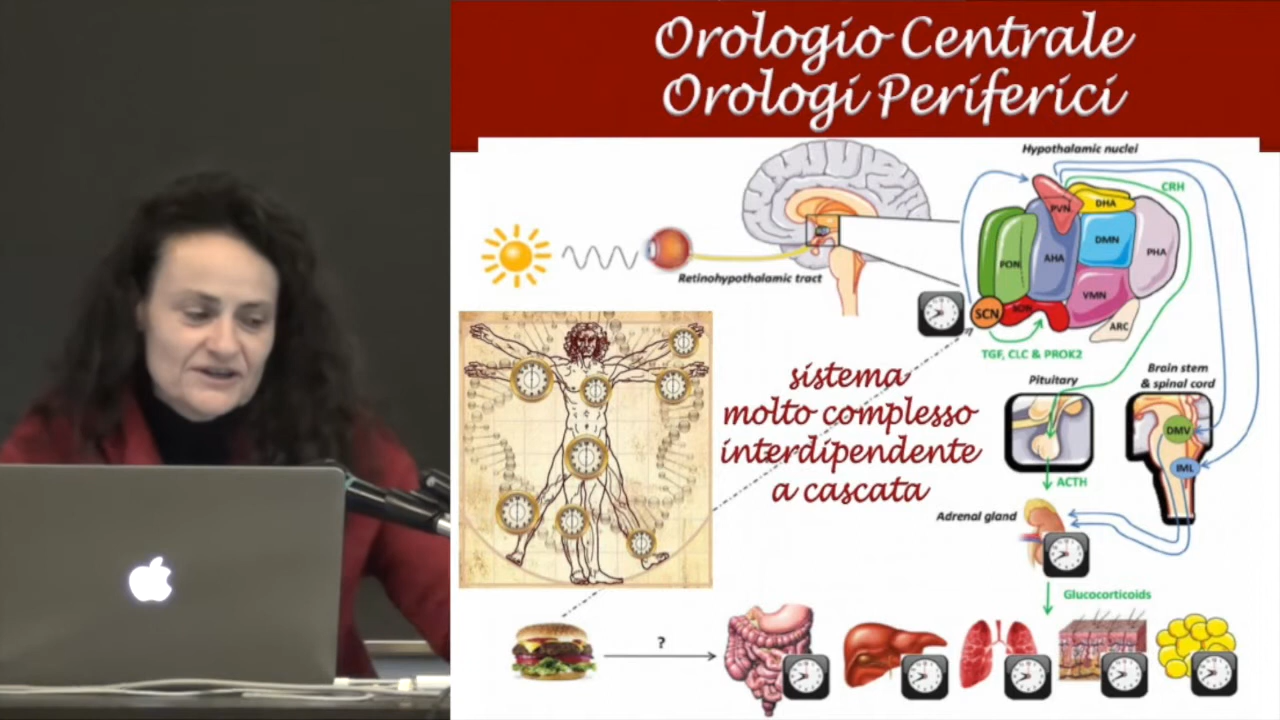 Orologio Centrale
Orologi Periferici
Hypothalamic nuclei
CRH
PVN
DHA
DMN
PON
AHA
PHA
VMN
SCN
ARC
Retinohypothalamic tract
TGF, CLC & PROK2
sistema
molto complesso
interdipendente
a cascata
Pituitary
Brain stem
& spinal cord
DMV
IML
ACTH
Adrenal gland
Glucocorticoids
?